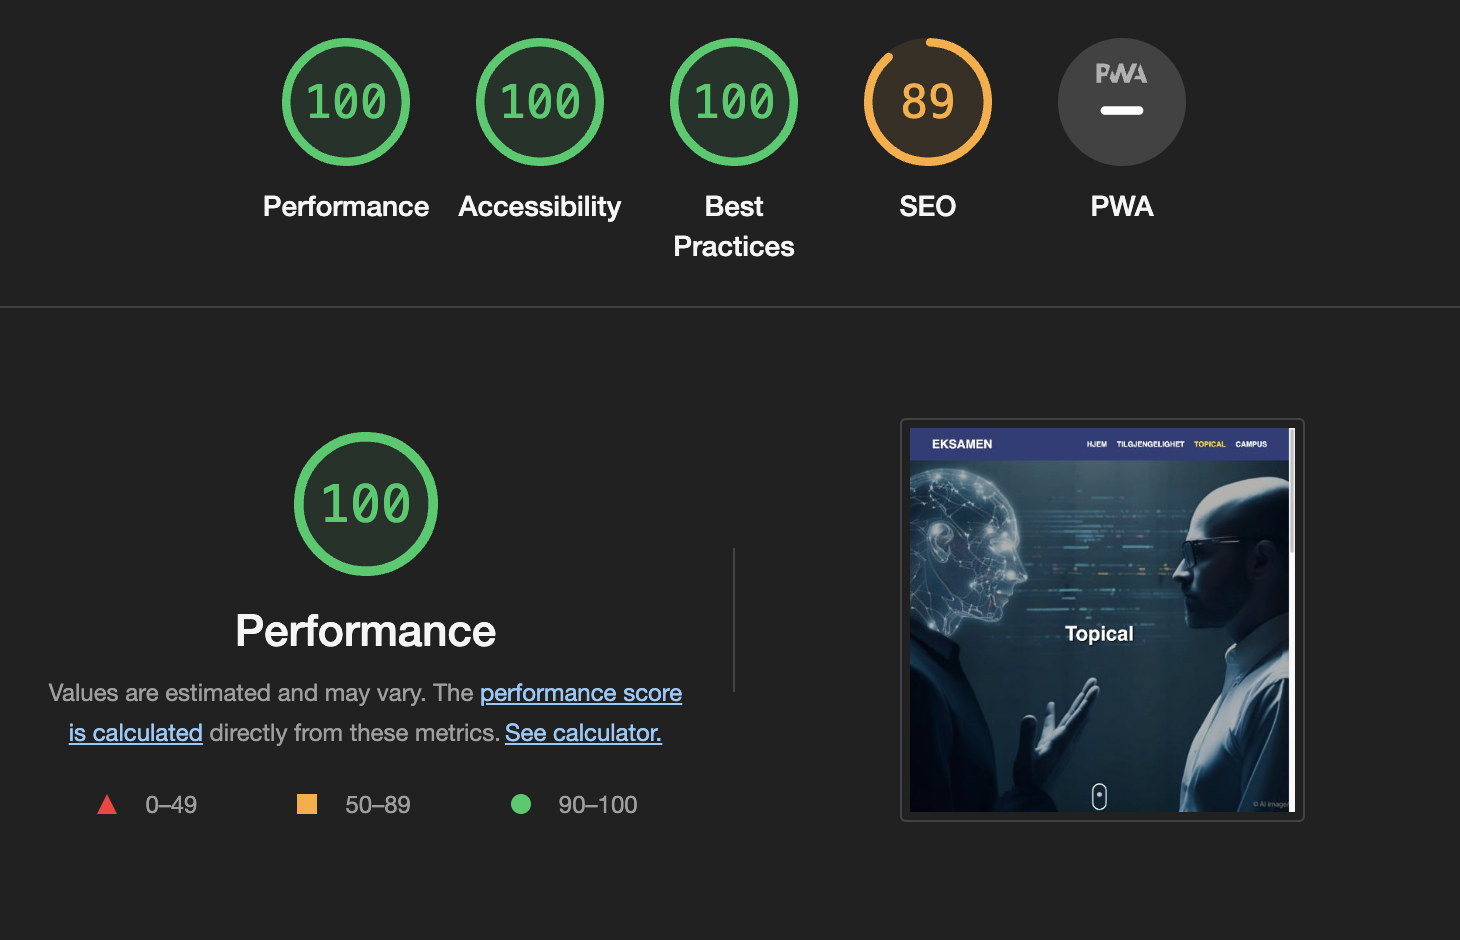 100
100
100
89
PWA
Performance
Accessibility
Best
Practices
SEO
PWA
100
Performance
Values are estimated and may vary. The performance score
is calculated directly from these metrics. See calculator.
0–49
50–89
90–100
EKSAMEN
HJEM TILGJENGELIGHET TOPICAL CAMPUS
Topical
© AI image